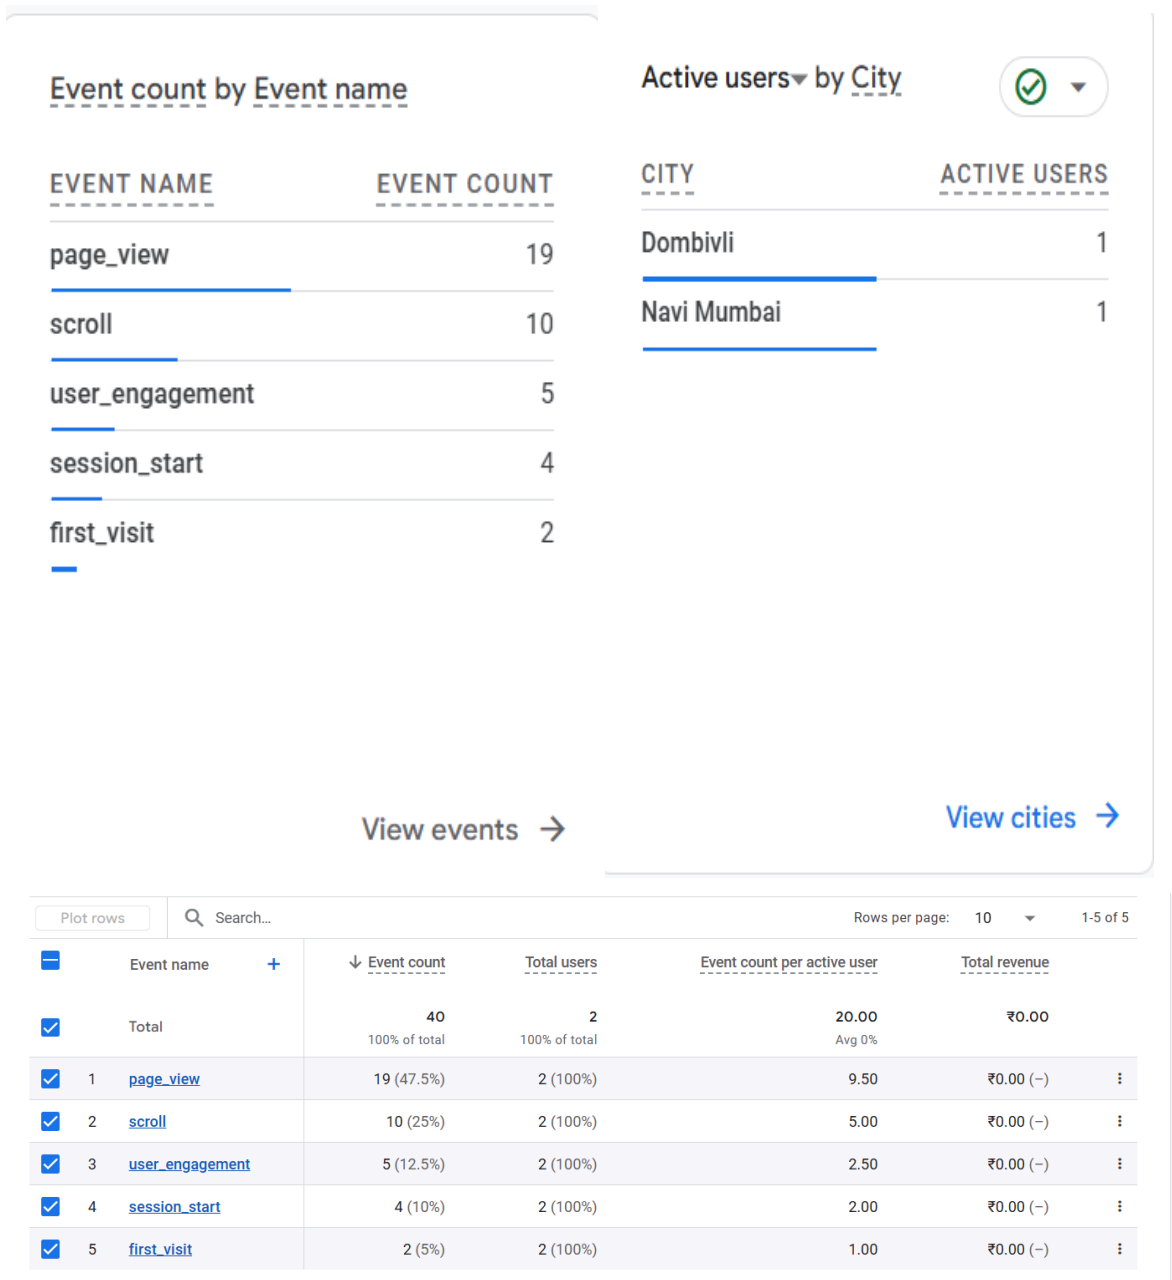 Event count by Event name
EVENT NAME EVENT COUNT
page_view 19
scroll 10
user_engagement 5
session_start 4
first_visit 2
View events
Active users by City
CITY ACTIVE USERS
Dombivli 1
Navi Mumbai 1
View cities
Plot rows Search... Rows per page: 10 1-5 of 5
Event name + Event count Total users Event count per active user Total revenue
Total 40 2 20.00 ₹0.00
100% of total 100% of total Avg 0%
1 page_view 19 (47.5%) 2 (100%) 9.50 ₹0.00 (–)
2 scroll 10 (25%) 2 (100%) 5.00 ₹0.00 (–)
3 user_engagement 5 (12.5%) 2 (100%) 2.50 ₹0.00 (–)
4 session_start 4 (10%) 2 (100%) 2.00 ₹0.00 (–)
5 first_visit 2 (5%) 2 (100%) 1.00 ₹0.00 (–)